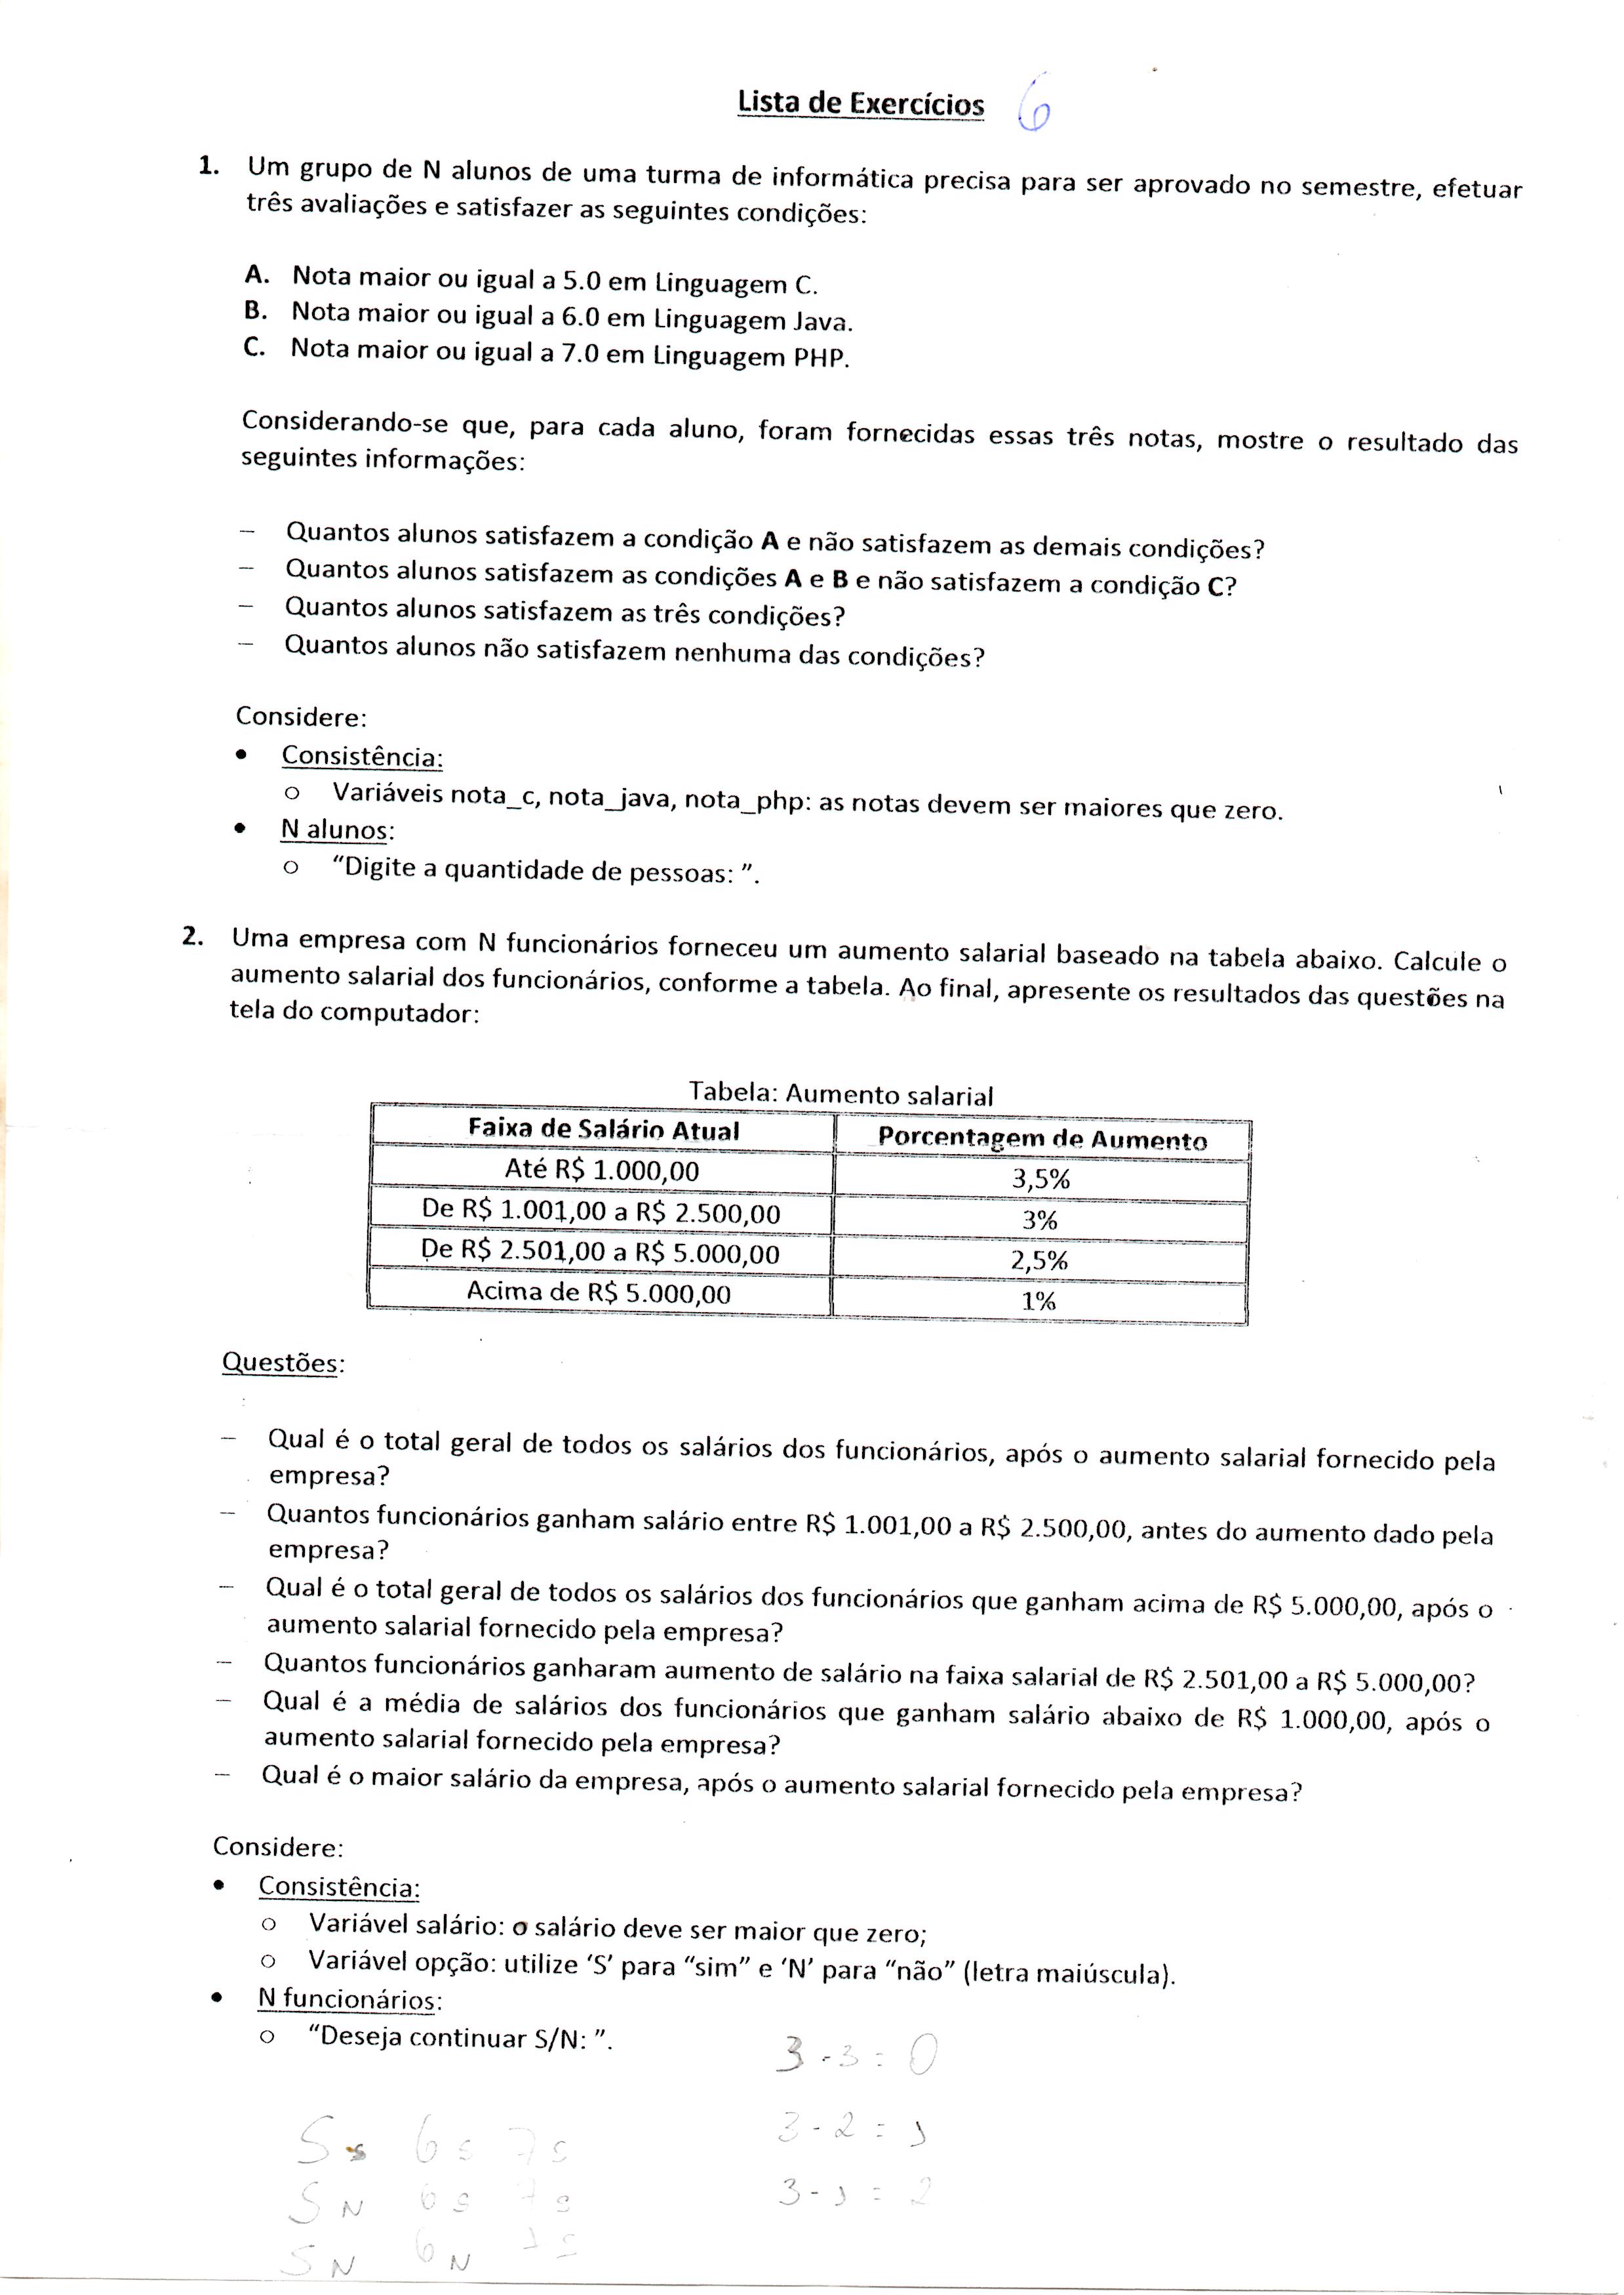 Lista de Exercícios 6
1. Um grupo de N alunos de uma turma de informática precisa para ser aprovado no semestre, efetuar
três avaliações e satisfazer as seguintes condições:
A. Nota maior ou igual a 5.0 em Linguagem C.
B. Nota maior ou igual a 6.0 em Linguagem Java.
C. Nota maior ou igual a 7.0 em Linguagem PHP.
Considerando-se que, para cada aluno, foram fornecidas essas três notas, mostre o resultado das
seguintes informações:
– Quantos alunos satisfazem a condição A e não satisfazem as demais condições?
– Quantos alunos satisfazem as condições A e B e não satisfazem a condição C?
– Quantos alunos satisfazem as três condições?
– Quantos alunos não satisfazem nenhuma das condições?
Considere:
• Consistência:
o Variáveis nota_c, nota_java, nota_php: as notas devem ser maiores que zero.
• N alunos:
o “Digite a quantidade de pessoas: ”.
2. Uma empresa com N funcionários forneceu um aumento salarial baseado na tabela abaixo. Calcule o
aumento salarial dos funcionários, conforme a tabela. Ao final, apresente os resultados das questões na
tela do computador:
Tabela: Aumento salarial
Faixa de Salário Atual Porcentagem de Aumento
Até R$ 1.000,00 3,5%
De R$ 1.001,00 a R$ 2.500,00 3%
De R$ 2.501,00 a R$ 5.000,00 2,5%
Acima de R$ 5.000,00 1%
Questões:
– Qual é o total geral de todos os salários dos funcionários, após o aumento salarial fornecido pela
empresa?
– Quantos funcionários ganham salário entre R$ 1.001,00 a R$ 2.500,00, antes do aumento dado pela
empresa?
– Qual é o total geral de todos os salários dos funcionários que ganham acima de R$ 5.000,00, após o
aumento salarial fornecido pela empresa?
– Quantos funcionários ganharam aumento de salário na faixa salarial de R$ 2.501,00 a R$ 5.000,00?
– Qual é a média de salários dos funcionários que ganham salário abaixo de R$ 1.000,00, após o
aumento salarial fornecido pela empresa?
– Qual é o maior salário da empresa, após o aumento salarial fornecido pela empresa?
Considere:
• Consistência:
o Variável salário: o salário deve ser maior que zero;
o Variável opção: utilize ‘S’ para “sim” e ‘N’ para “não” (letra maiúscula).
• N funcionários:
o “Deseja continuar S/N: ”.
3 - 3 = 0
3 - 2 = 1
3 - 1 = 2
5 s 6 s 7 s
5 N 6 s 7 s
5 N 6 N 7 s